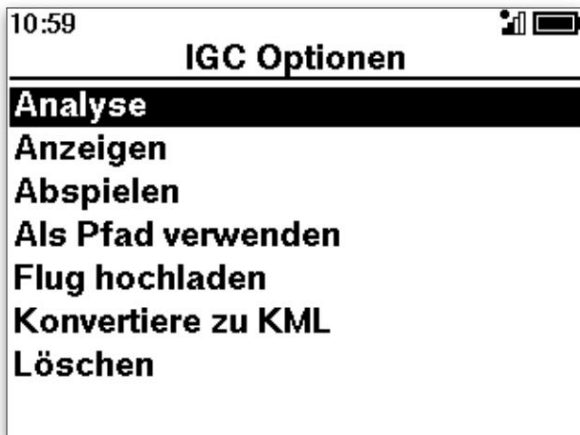 10:59
IGC Optionen
Analyse
Anzeigen
Abspielen
Als Pfad verwenden
Flug hochladen
Konvertiere zu KML
Löschen